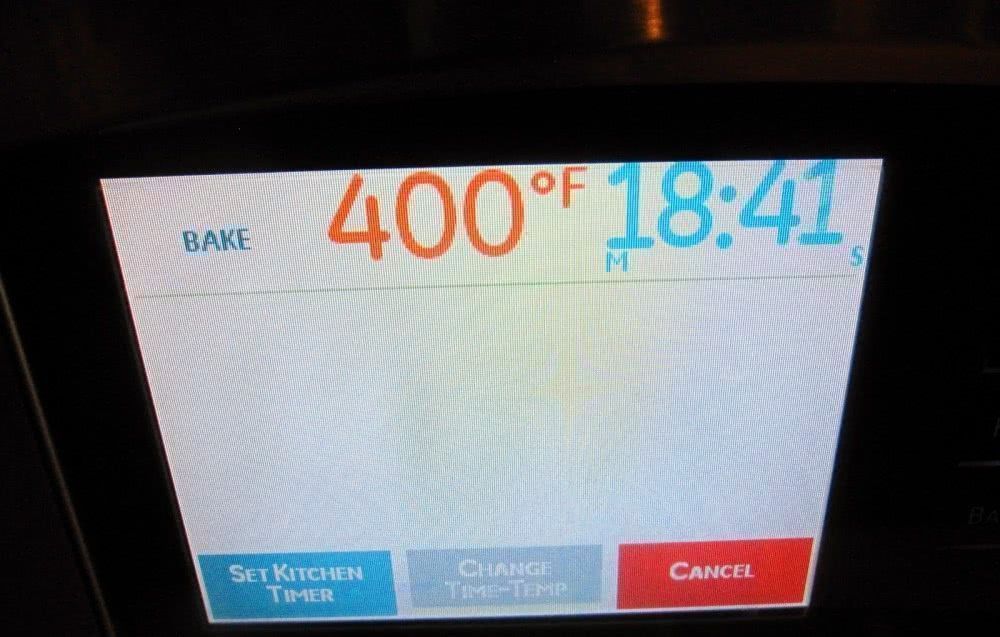 BAKE 400°F 18:41
M S
SET KITCHEN
TIMER
CHANGE
TIME-TEMP
CANCEL